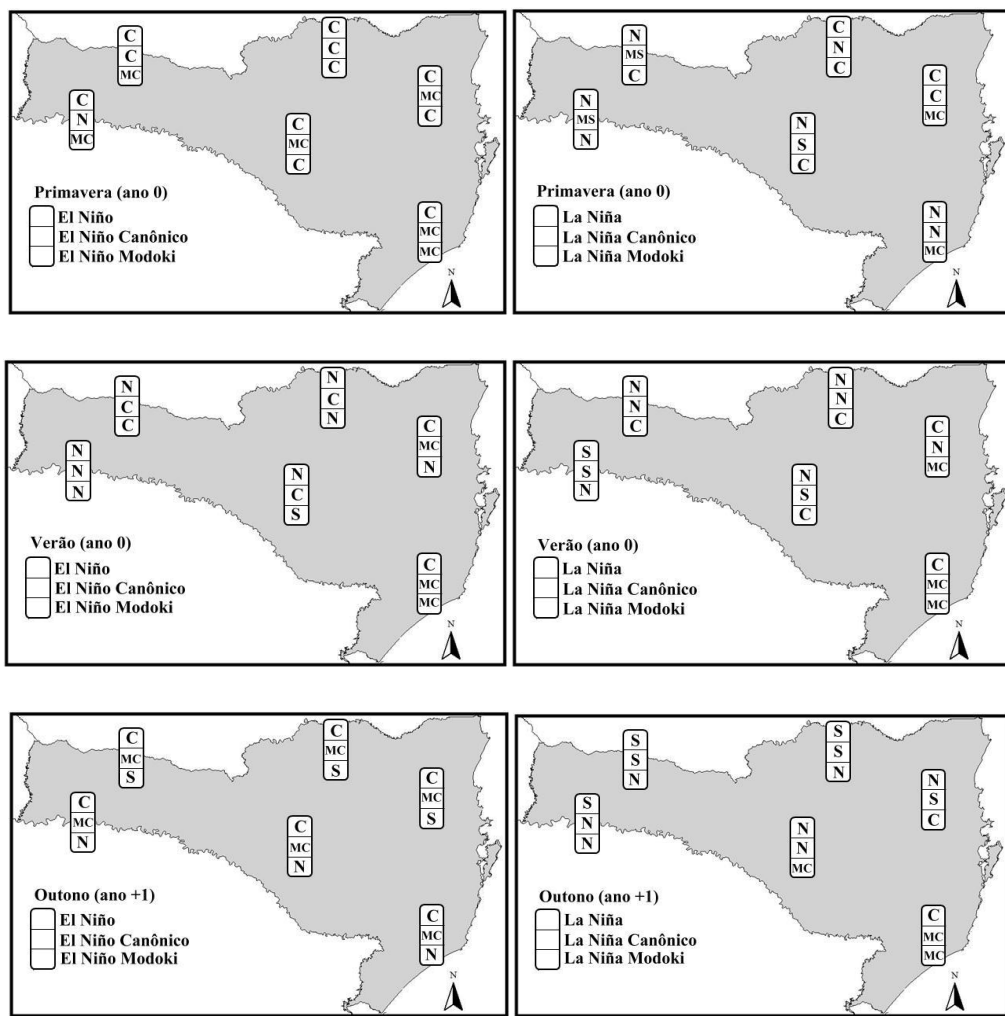 C
C
MC
C
N
MC
C
C
C
C
MC
C
C
MC
C
C
MC
MC
Primavera (ano 0)
El Niño
El Niño Canônico
El Niño Modoki
N
N
MS
C
N
MS
N
C
N
C
N
S
C
C
C
MC
N
N
MC
Primavera (ano 0)
La Niña
La Niña Canônico
La Niña Modoki
N
N
C
C
N
N
N
N
C
N
N
C
S
C
MC
N
C
MC
MC
Verão (ano 0)
El Niño
El Niño Canônico
El Niño Modoki
N
N
N
C
S
S
N
N
N
C
N
S
C
C
N
MC
C
MC
MC
Verão (ano 0)
La Niña
La Niña Canônico
La Niña Modoki
N
C
MC
S
C
MC
N
C
MC
S
C
MC
N
C
MC
S
C
MC
N
Outono (ano +1)
El Niño
El Niño Canônico
El Niño Modoki
N
S
S
N
S
N
N
S
S
N
N
N
MC
N
S
C
C
MC
MC
Outono (ano +1)
La Niña
La Niña Canônico
La Niña Modoki
N